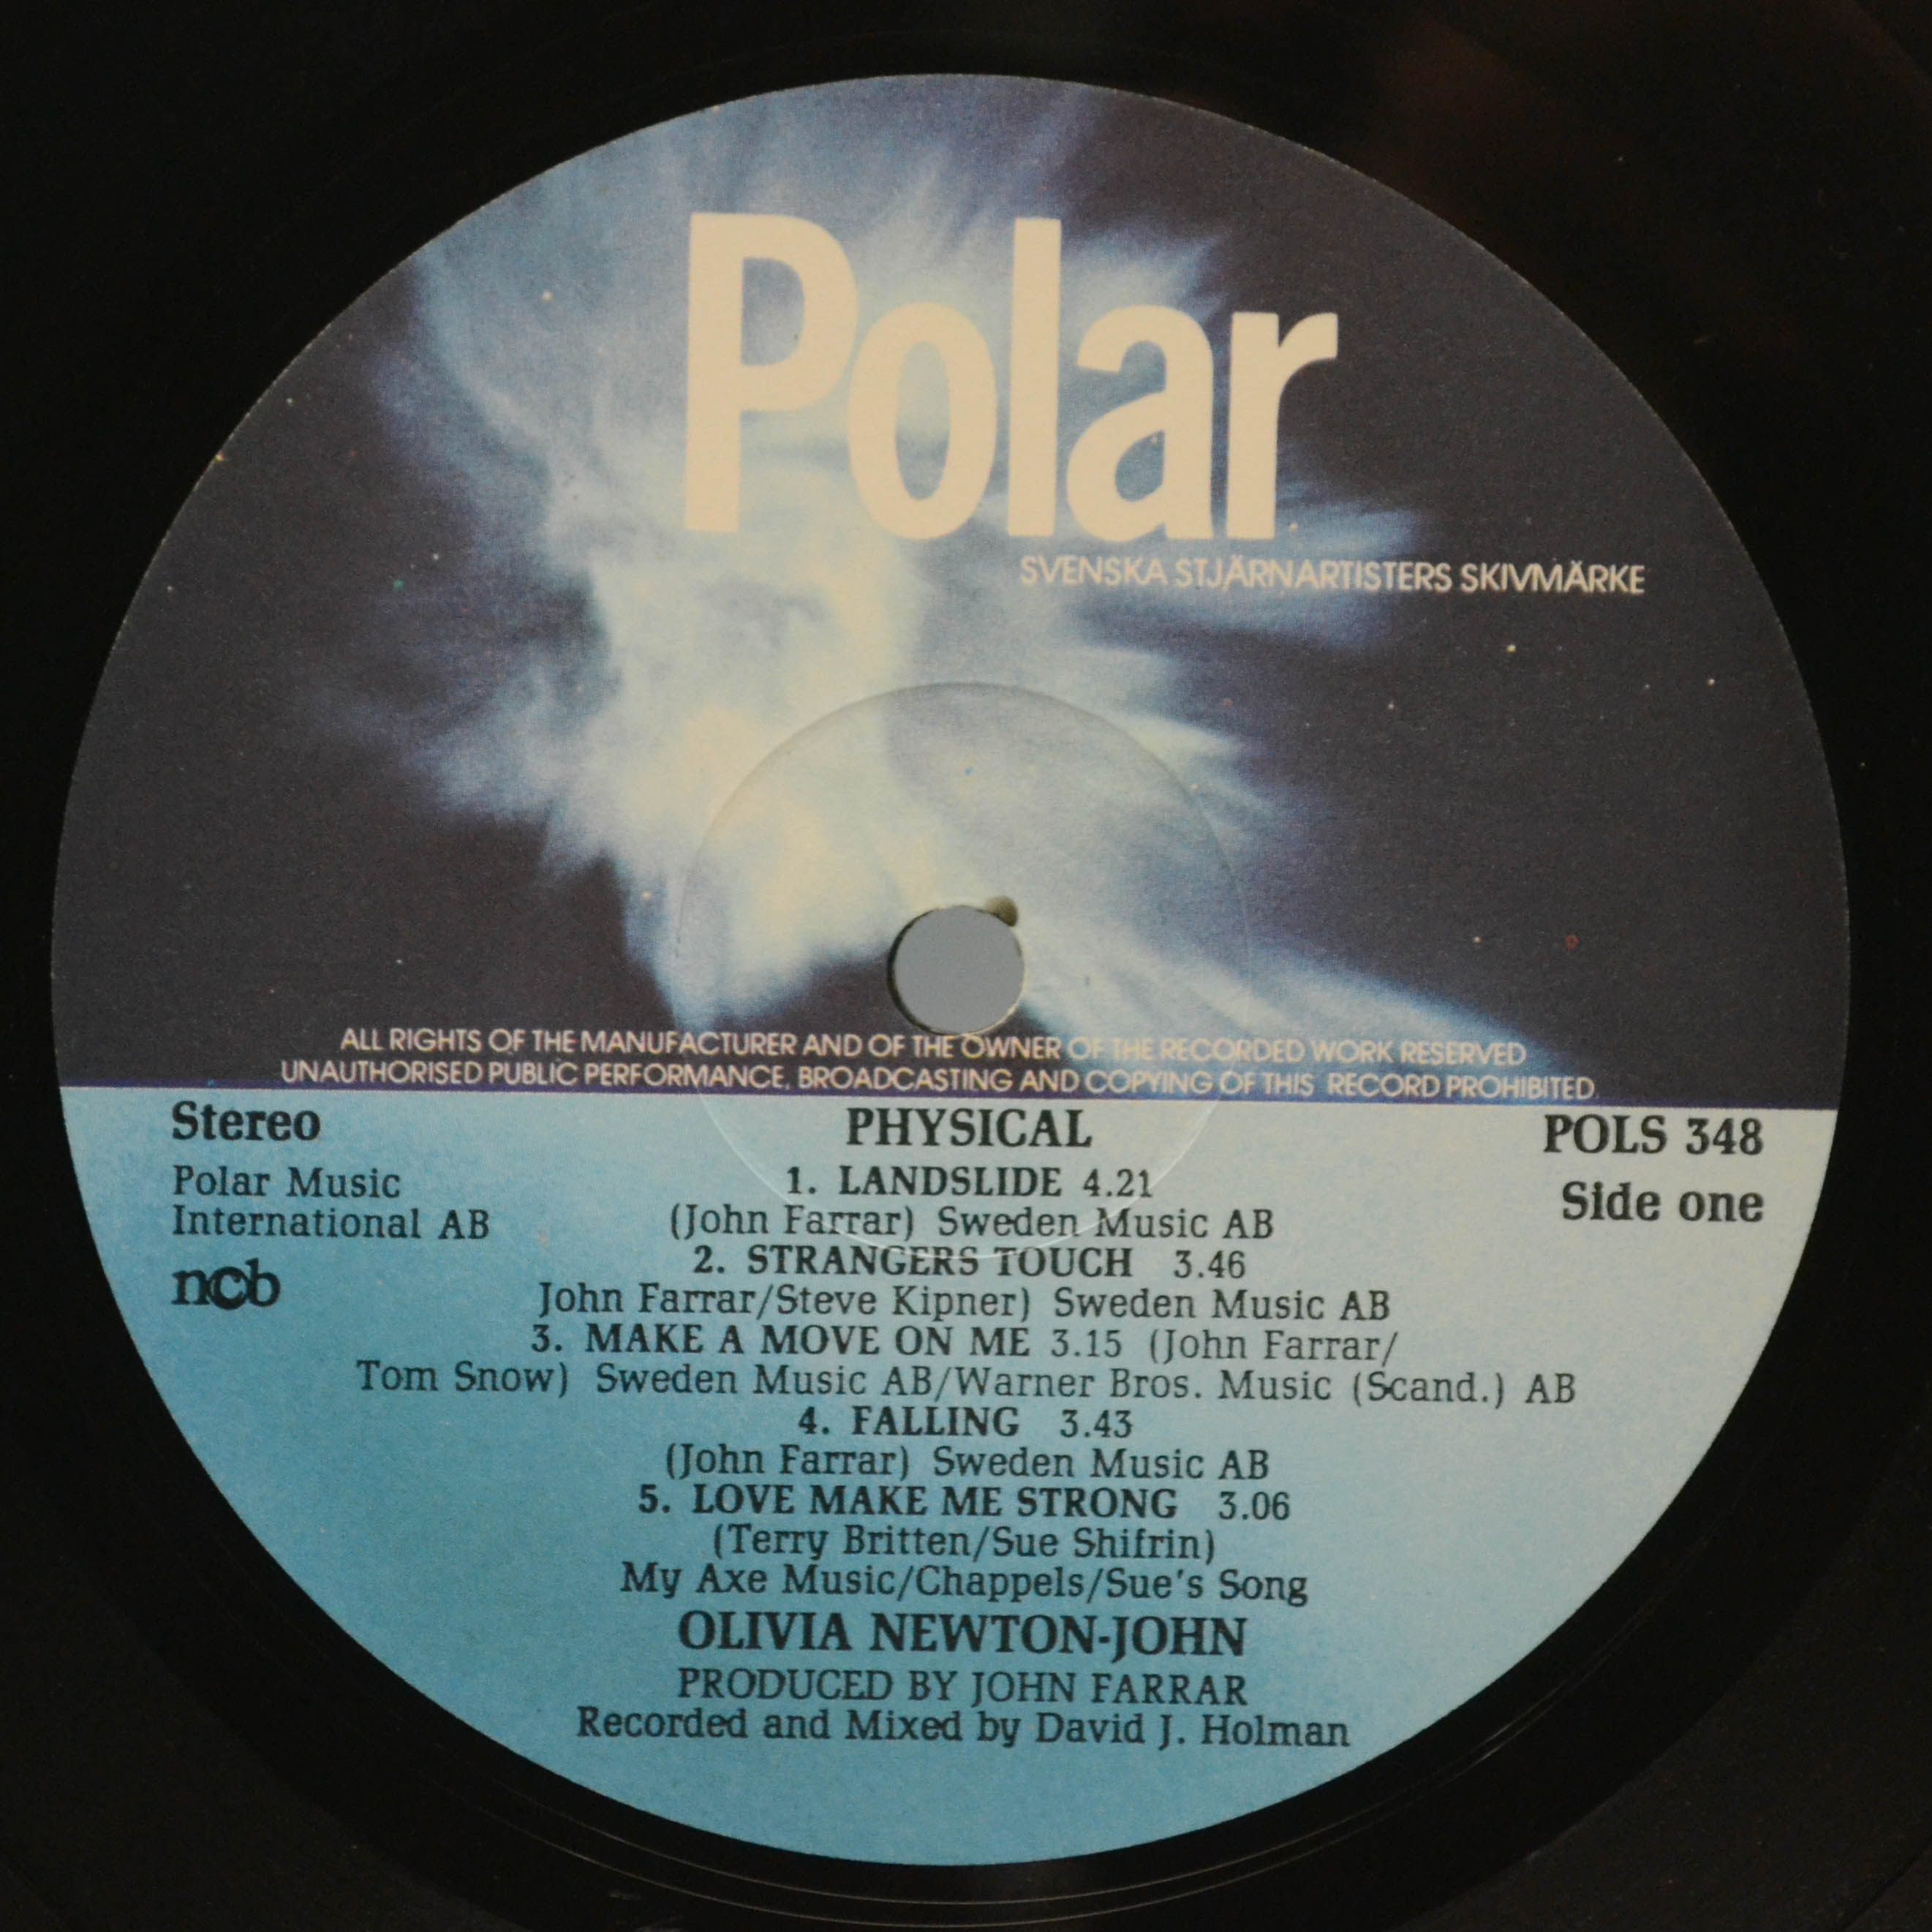 Polar
SVENSKA STJÄRNARTISTERS SKIVMÄRKE
ALL RIGHTS OF THE MANUFACTURER AND OF THE OWNER OF THE RECORDED WORK RESERVED
UNAUTHORISED PUBLIC PERFORMANCE, BROADCASTING AND COPYING OF THIS RECORD PROHIBITED.
Stereo
Polar Music
International AB
ncb
PHYSICAL
1. LANDSLIDE 4.21
(John Farrar) Sweden Music AB
2. STRANGERS TOUCH 3.46
John Farrar/Steve Kipner) Sweden Music AB
3. MAKE A MOVE ON ME 3.15 (John Farrar/
Tom Snow) Sweden Music AB/Warner Bros. Music (Scand.) AB
4. FALLING 3.43
(John Farrar) Sweden Music AB
5. LOVE MAKE ME STRONG 3.06
(Terry Britten/Sue Shifrin)
My Axe Music/Chappels/Sue's Song
OLIVIA NEWTON-JOHN
PRODUCED BY JOHN FARRAR
Recorded and Mixed by David J. Holman
POLS 348
Side one